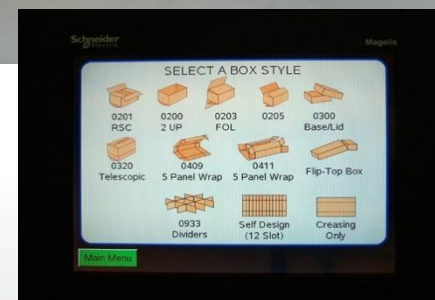 Schneider
Electric
Magelis
SELECT A BOX STYLE
0201
RSC
0200
2 UP
0203
FOL
0205
0300
Base/Lid
0320
Telescopic
0409
5 Panel Wrap
0411
5 Panel Wrap
Flip-Top Box
0933
Dividers
Self Design
(12 Slot)
Creasing
Only
Main Menu